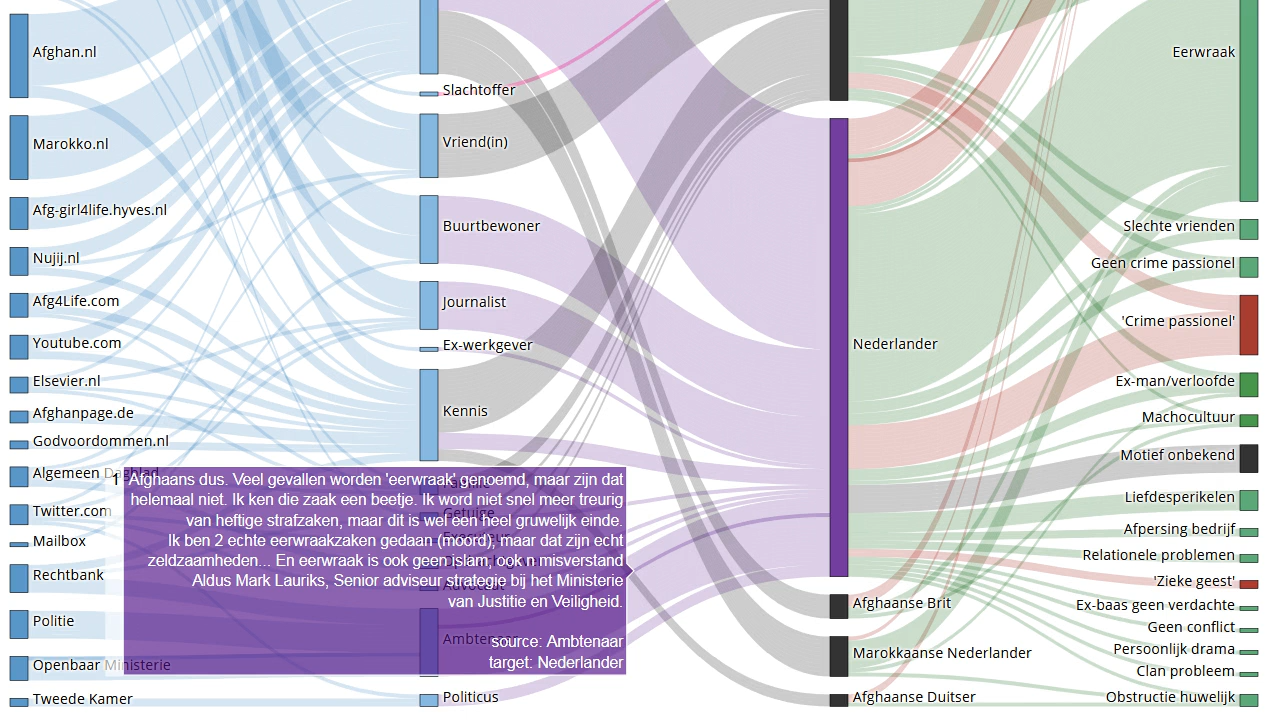 Afghan.nl
Marokko.nl
Afg-girl4life.hyves.nl
Nujij.nl
Afg4Life.com
Youtube.com
Elsevier.nl
Afghanpage.de
Godvoordommen.nl
Algemeen Dagblad
Twitter.com
Mailbox
Rechtbank
Politie
Openbaar Ministerie
Tweede Kamer
Slachtoffer
Vriend(in)
Buurtbewoner
Journalist
Ex-werkgever
Kennis
Familie
Getuige
Advocaat
Ambtenaar
Politicus
1 Afghaans dus. Veel gevallen worden 'eerwraak' genoemd, maar zijn dat
helemaal niet. Ik ken die zaak een beetje. Ik word niet snel meer treurig
van heftige strafzaken, maar dit is wel een heel gruwelijk einde.
Ik ben 2 echte eerwraakzaken gedaan (moord), maar dat zijn echt
zeldzaamheden... En eerwraak is ook geen islam, ook n misverstand
Aldus Mark Lauriks, Senior adviseur strategie bij het Ministerie
van Justitie en Veiligheid.
source: Ambtenaar
target: Nederlander
Nederlander
Afghaanse Brit
Marokkaanse Nederlander
Afghaanse Duitser
Eerwraak
Slechte vrienden
Geen crime passionel
'Crime passionel'
Ex-man/verloofde
Machocultuur
Motief onbekend
Liefdesperikelen
Afpersing bedrijf
Relationele problemen
'Zieke geest'
Ex-baas geen verdachte
Geen conflict
Persoonlijk drama
Clan probleem
Obstructie huwelijk